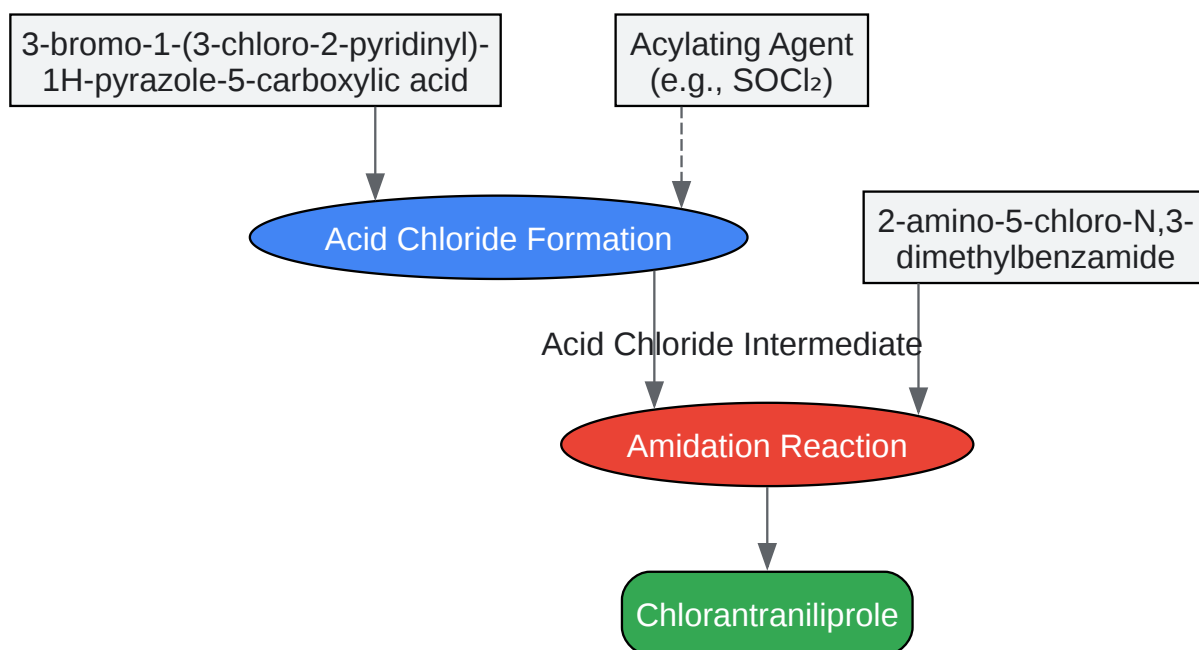 3-bromo-1-(3-chloro-2-pyridinyl)-
1H-pyrazole-5-carboxylic acid
Acylating Agent
(e.g., SOCl₂)
Acid Chloride Formation
2-amino-5-chloro-N,3-
dimethylbenzamide
Acid Chloride Intermediate
Amidation Reaction
Chlorantraniliprole